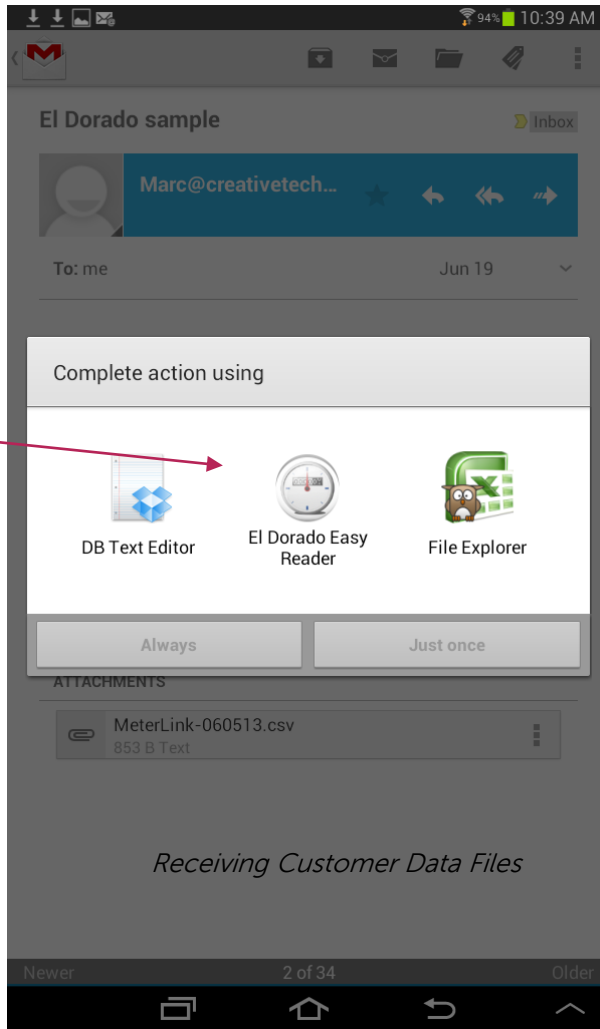 94% 10:39 AM
El Dorado sample
Inbox
Marc@creativetech...
To: me
Jun 19
Complete action using
DB Text Editor
El Dorado Easy
Reader
File Explorer
Always
Just once
ATTACHMENTS
MeterLink-060513.csv
853 B Text
Receiving Customer Data Files
Newer
2 of 34
Older